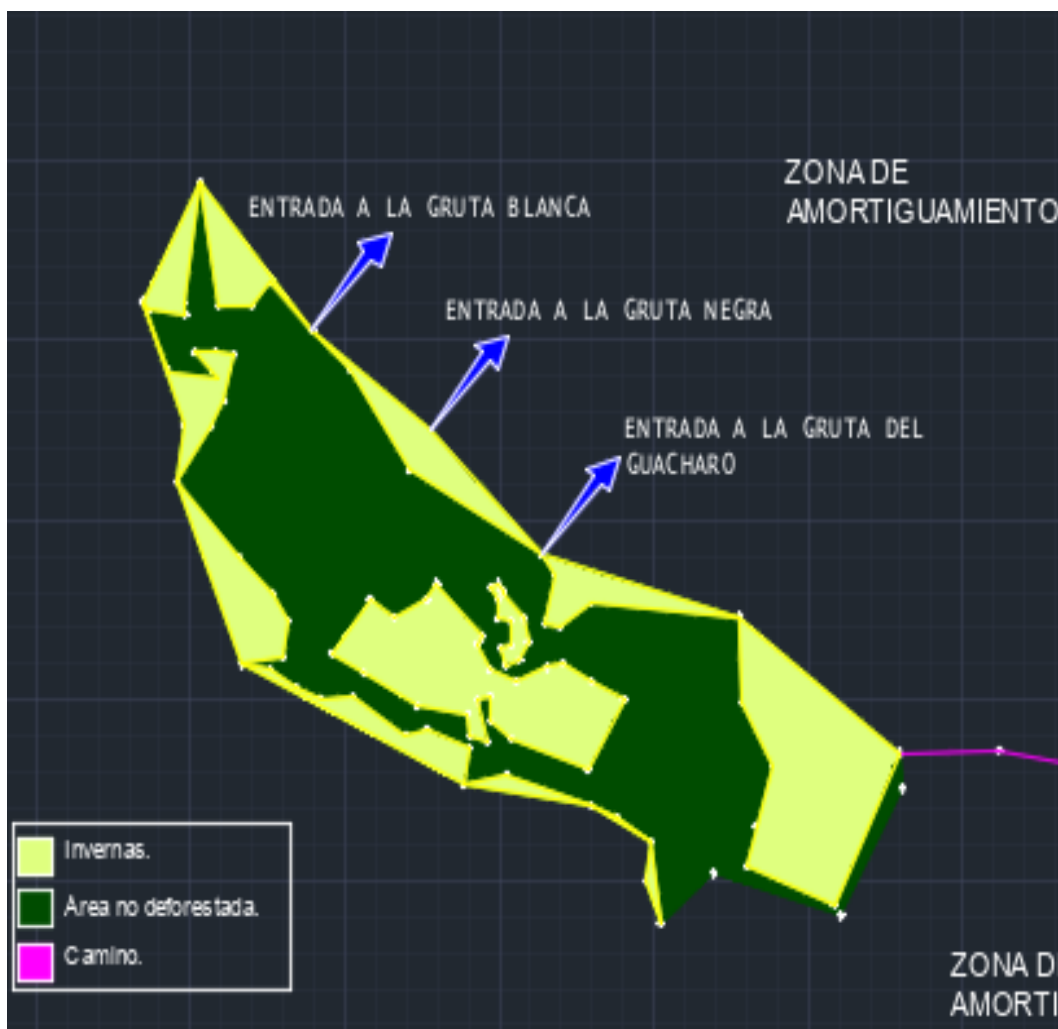 ZONA DE
AMORTIGUAMIENTO
ENTRADA A LA GRUTA BLANCA
ENTRADA A LA GRUTA NEGRA
ENTRADA A LA GRUTA DEL
GUACHARO
Invernas.
Area no deforestada.
Camino.
ZONA D
AMORTI